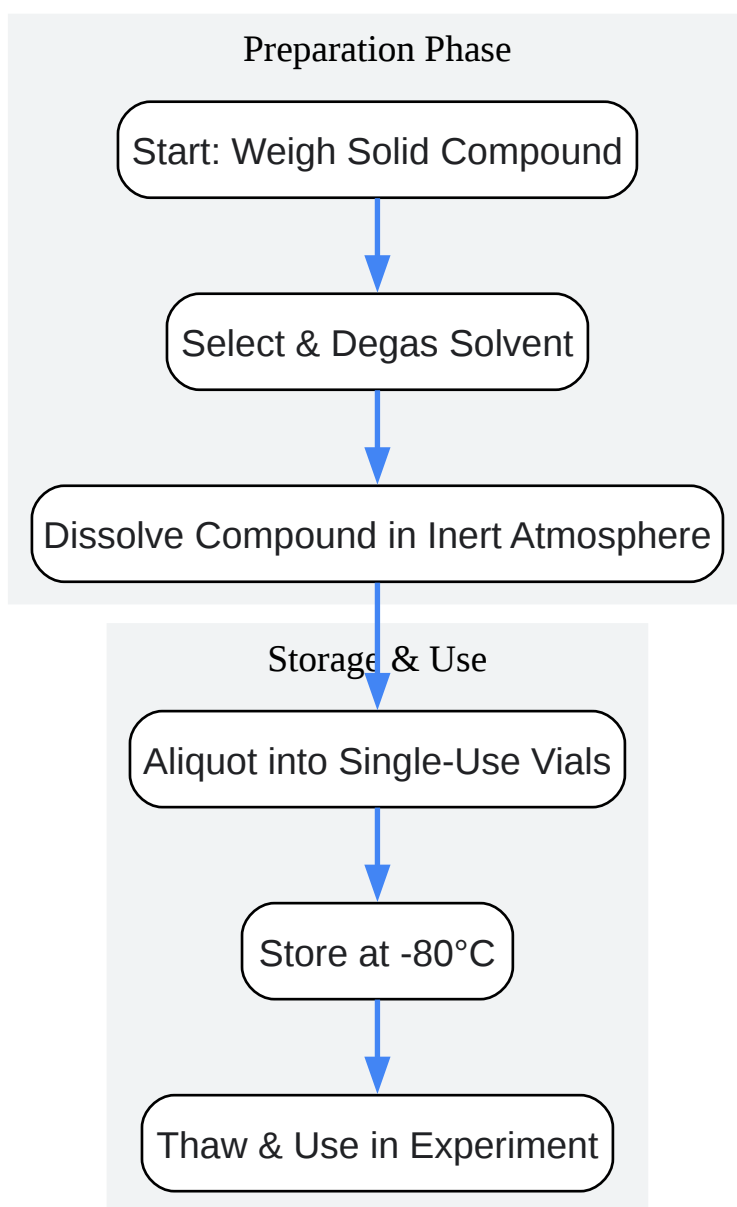 Preparation Phase
Start: Weigh Solid Compound
Select & Degas Solvent
Dissolve Compound in Inert Atmosphere
Storage & Use
Aliquot into Single-Use Vials
Store at -80°C
Thaw & Use in Experiment